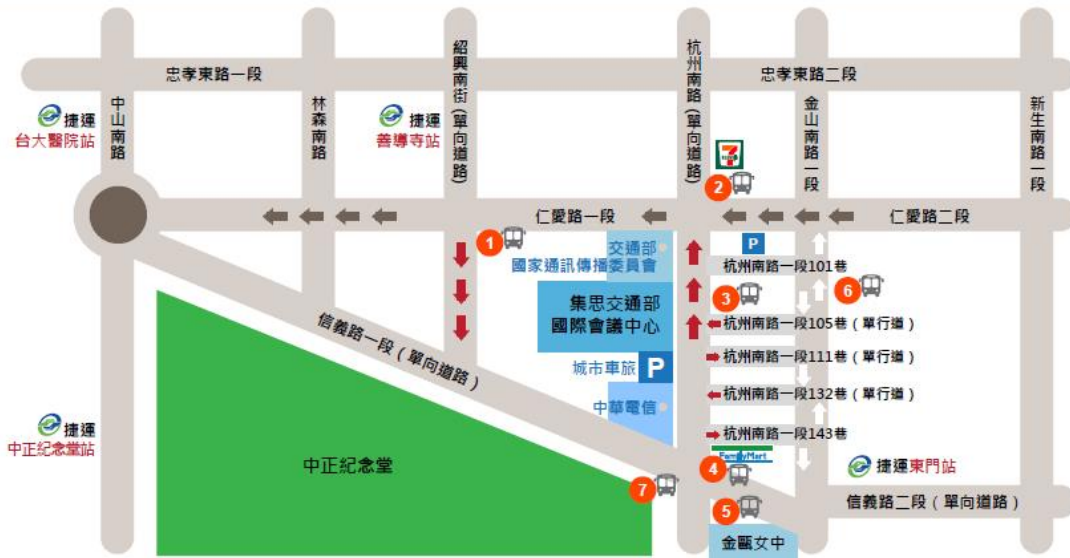 忠孝東路一段
忠孝東路二段
中山南路
林森南路
紹興南街(單向道路)
杭州南路(單向道路)
金山南路一段
新生南路一段
捷運
台大醫院站
捷運
善導寺站
7
2
仁愛路一段
仁愛路二段
1
交通部
國家通訊傳播委員會
P
杭州南路一段101巷
3
6
集思交通部
國際會議中心
杭州南路一段105巷(單行道)
信義路一段(單向道路)
城市車旅
P
杭州南路一段111巷(單行道)
杭州南路一段132巷(單行道)
中華電信
杭州南路一段143巷
FamilyMart
捷運
中正紀念堂站
中正紀念堂
4
捷運東門站
7
5
信義路二段(單向道路)
金甌女中